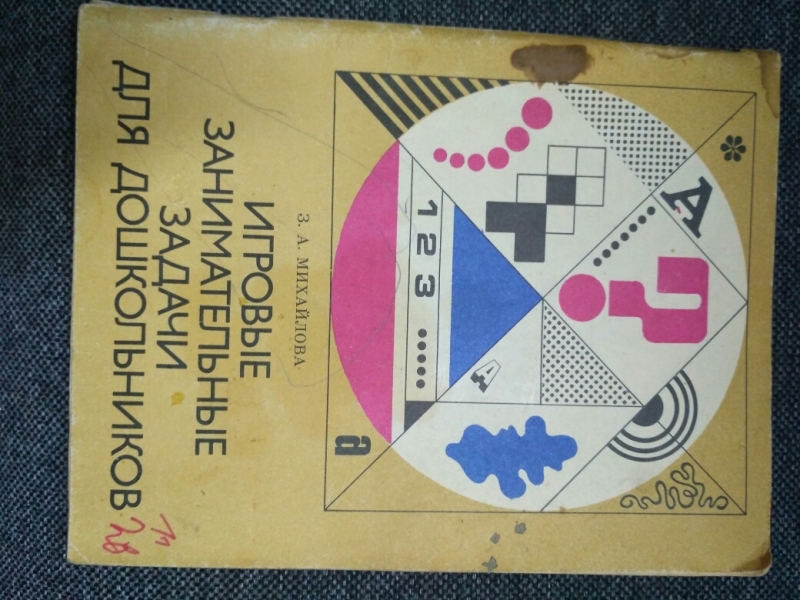 А
?
А
1 2 3
а
З. А. МИХАЙЛОВА
ИГРОВЫЕ
ЗАНИМАТЕЛЬНЫЕ
ЗАДАЧИ
ДЛЯ ДОШКОЛЬНИКОВ